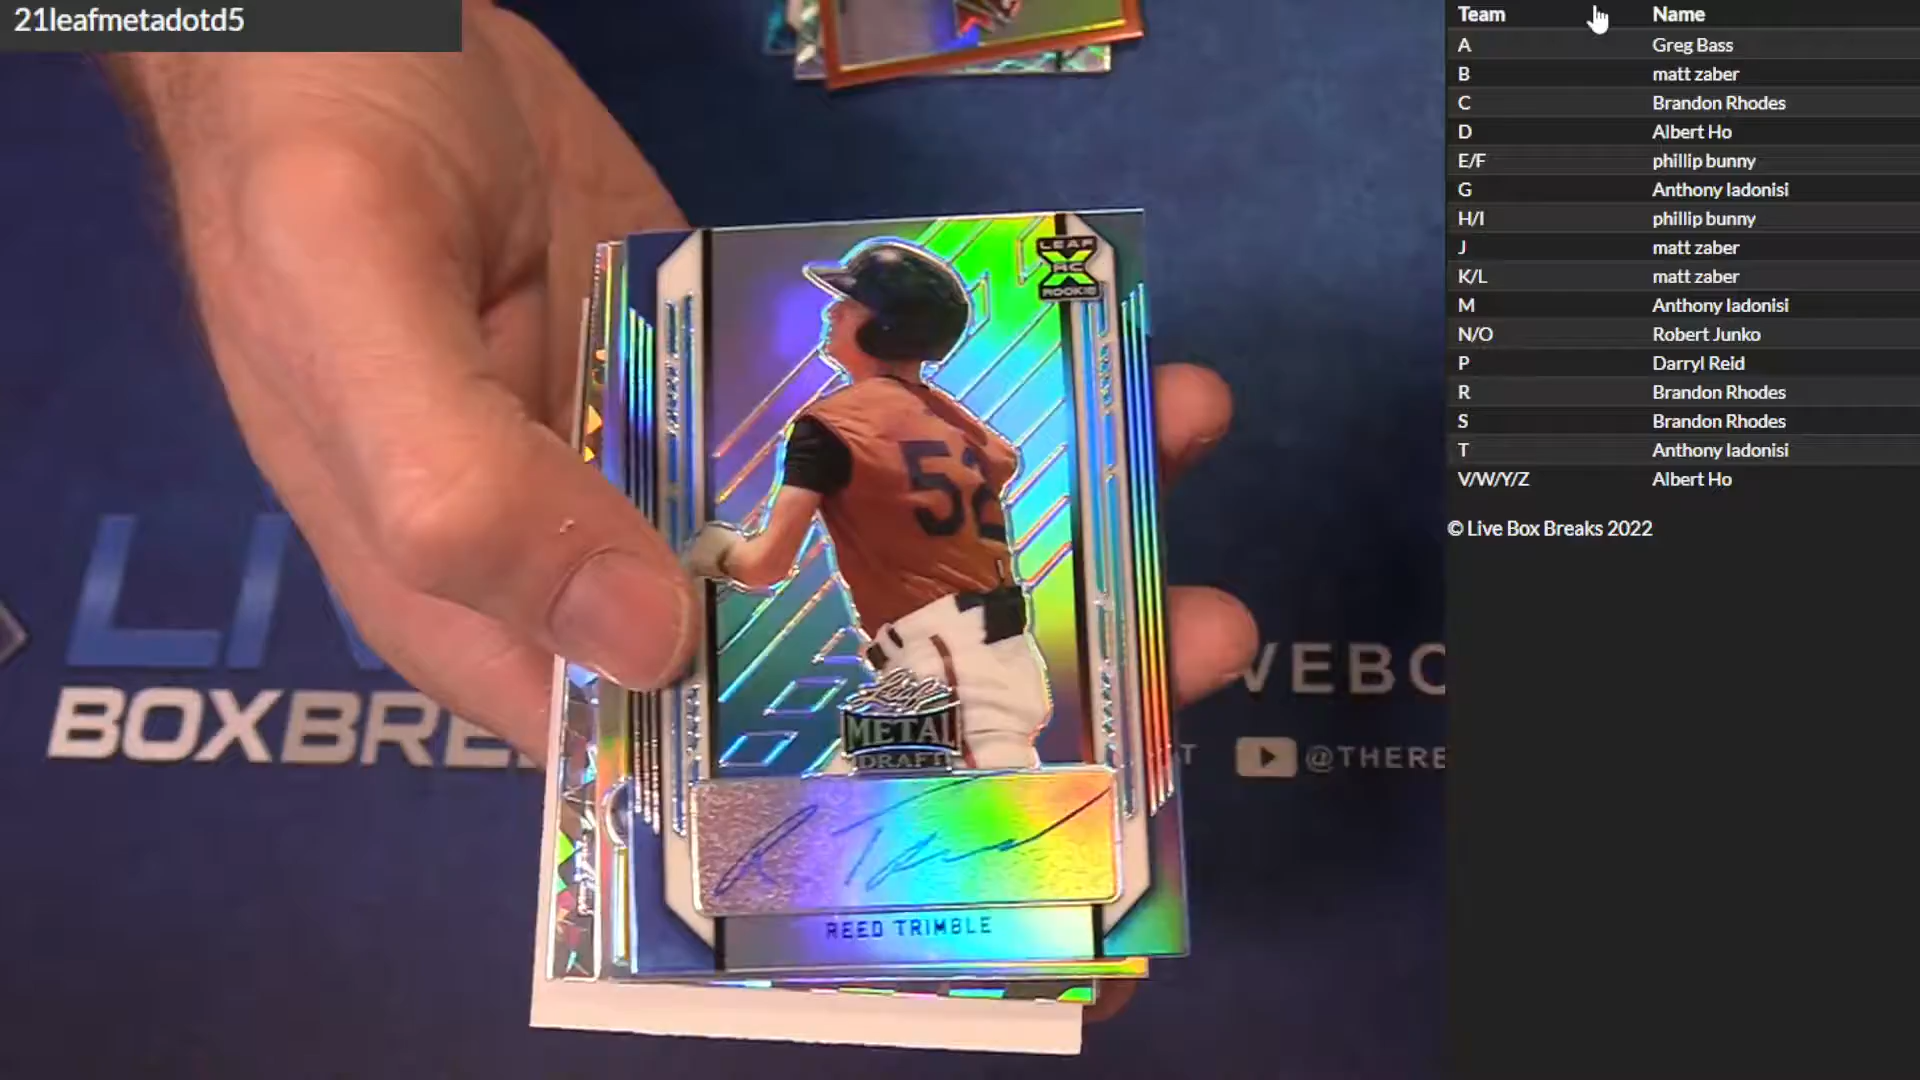 21leafmetadotd5
Team Name
A Greg Bass
B matt zaber
C Brandon Rhodes
D Albert Ho
E/F phillip bunny
G Anthony Iadonisi
H/I phillip bunny
J matt zaber
K/L matt zaber
M Anthony Iadonisi
N/O Robert Junko
P Darryl Reid
R Brandon Rhodes
S Brandon Rhodes
T Anthony Iadonisi
V/W/Y/Z Albert Ho
© Live Box Breaks 2022
LEAF
X
RC
ROOKIE
52
Leaf
METAL
DRAFT
R. T
REED TRIMBLE
LIV
BOXBRE
VEBO
T @THERE